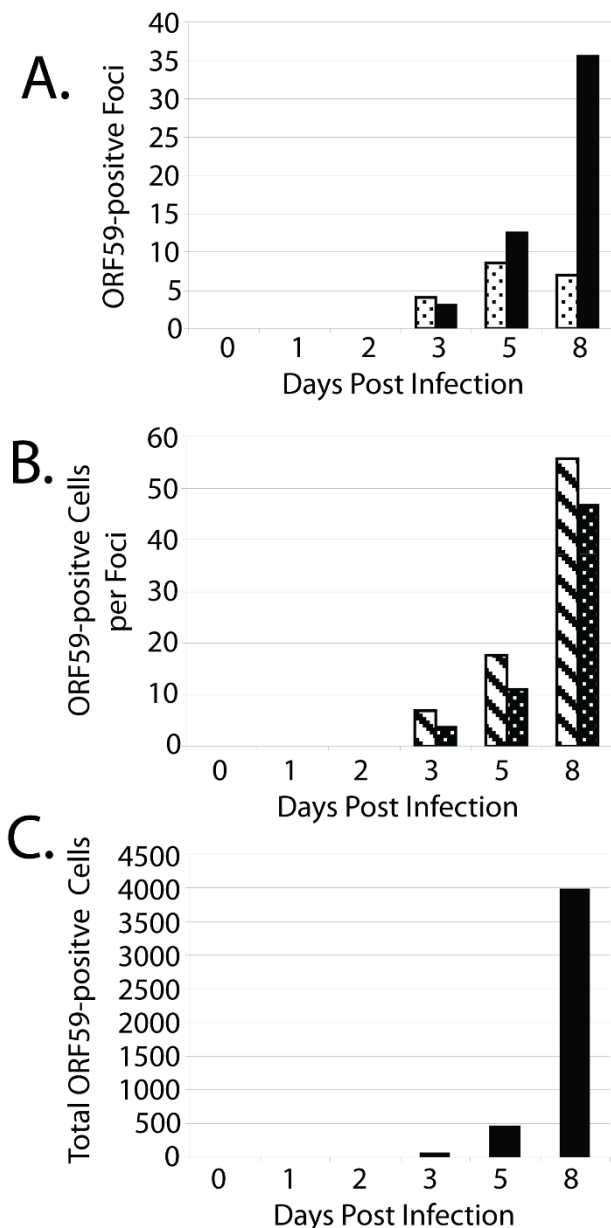 A.
ORF59-positve Foci
40
35
30
25
20
15
10
5
0
0 1 2 3 5 8
Days Post Infection
B.
ORF59-positve Cells
per Foci
60
50
40
30
20
10
0
0 1 2 3 5 8
Days Post Infection
C.
Total ORF59-positve Cells
4500
4000
3500
3000
2500
2000
1500
1000
500
0
0 1 2 3 5 8
Days Post Infection